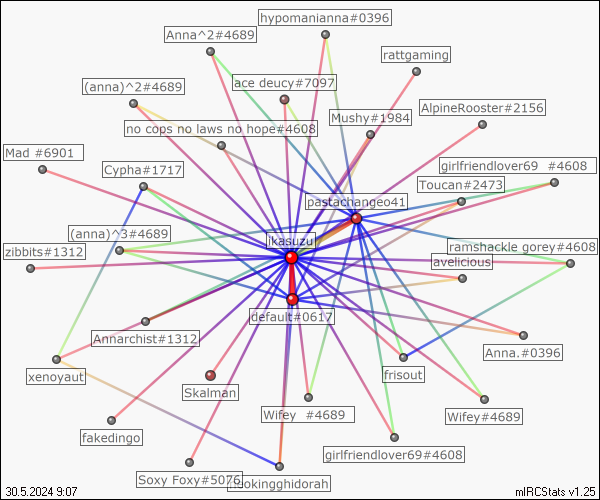 hypomanianna#0396
Anna^2#4689
rattgaming
(anna)^2#4689
ace deucy#7097
AlpineRooster#2156
Mushy#1984
no cops no laws no hope#4608
Mad #6901
Cypha#1717
girlfriendlover69 #4608
Toucan#2473
pastachangeo41
(anna)^3#4689
ikasuzu
ramshackle gorey#4608
zibbits#1312
avelicious
default#0617
Annarchist#1312
Anna.#0396
xenoyaut
frisout
Skalman
Wifey #4689
Wifey#4689
fakedingo
girlfriendlover69#4608
Soxy Foxy#5076
lookingghidorah
30.5.2024 9:07
mIRCStats v1.25